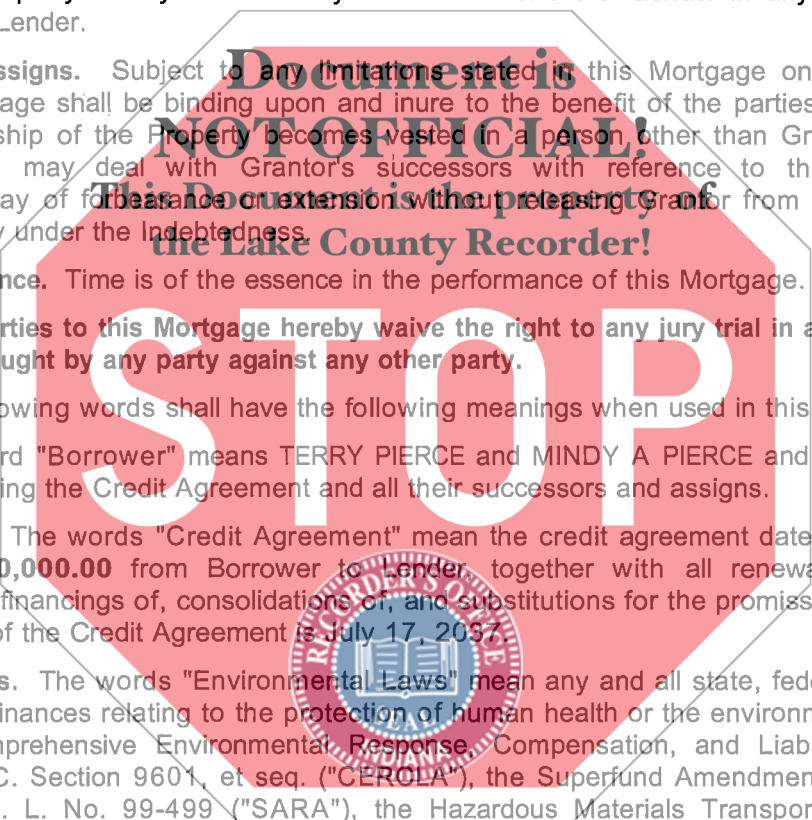 Lender.
ssigns. Subject to any limitations stated in this Mortgage on
age shall be binding upon and inure to the benefit of the parties
ship of the Property becomes vested in a person other than Gr
may deal with Grantor's successors with reference to th
ay of forbearance or extension without releasing Grantor from
y under the Indebtedness.
nce. Time is of the essence in the performance of this Mortgage.
rties to this Mortgage hereby waive the right to any jury trial in a
ught by any party against any other party.
owing words shall have the following meanings when used in this
rd "Borrower" means TERRY PIERCE and MINDY A PIERCE and
ing the Credit Agreement and all their successors and assigns.
The words "Credit Agreement" mean the credit agreement date
0,000.00 from Borrower to Lender, together with all renewa
financings of, consolidations of, and substitutions for the promiss
of the Credit Agreement is July 17, 2037.
s. The words "Environmental Laws" mean any and all state, fede
inances relating to the protection of human health or the environm
mprehensive Environmental Response, Compensation, and Liab
C. Section 9601, et seq. ("CERCLA"), the Superfund Amendmen
. L. No. 99-499 ("SARA"), the Hazardous Materials Transpor
Document is
NOT OFFICIAL!
This Document is the property of
the Lake County Recorder!
STOP
RECORDER'S OFFICE
SEAL
INDIANA